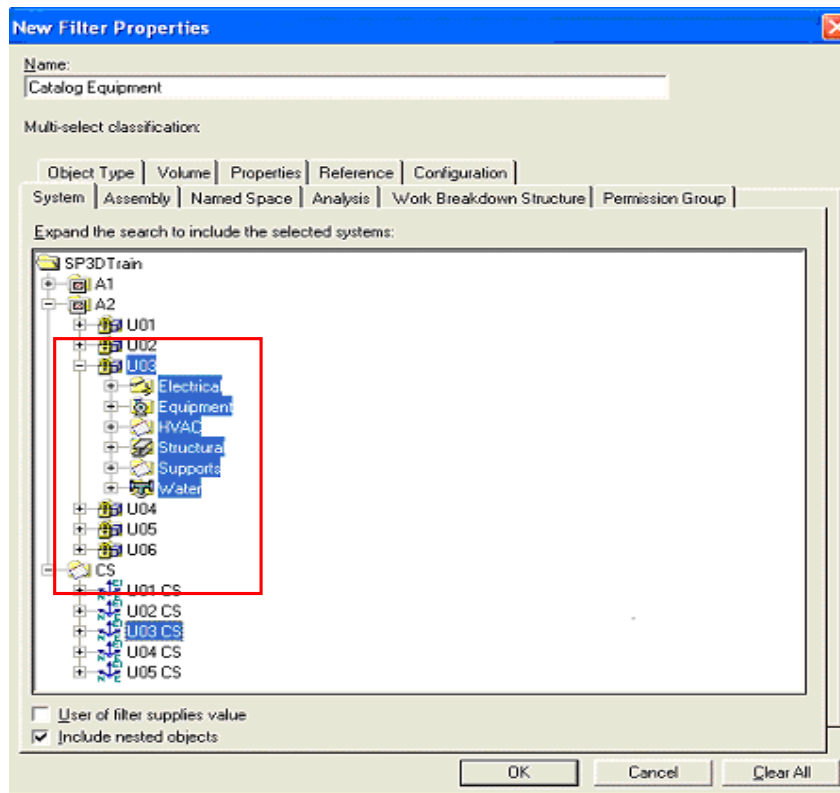 New Filter Properties
Name:
Catalog Equipment
Multi-select classification:
Object Type Volume Properties Reference Configuration
System Assembly Named Space Analysis Work Breakdown Structure Permission Group
Expand the search to include the selected systems:
SP3DTrain
A1
A2
U01
U02
U03
Electrical
Equipment
HVAC
Structural
Supports
Water
U04
U05
U06
CS
U01 CS
U02 CS
U03 CS
U04 CS
U05 CS
User of filter supplies value
Include nested objects
OK Cancel Clear All